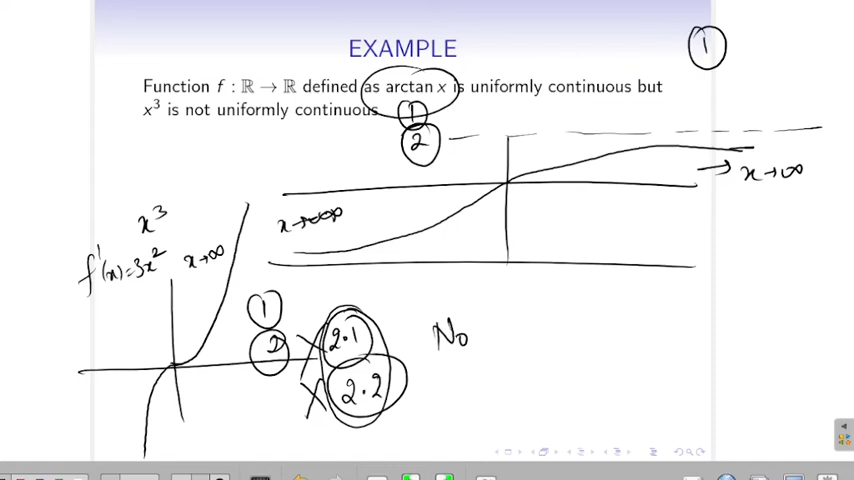 EXAMPLE
1
Function f : ℝ → ℝ defined as arctan x is uniformly continuous but
x³ is not uniformly continuous
1
2
→ x→∞
x³
f'(x)=3x² x→∞
1
2
2.1
2.2
No